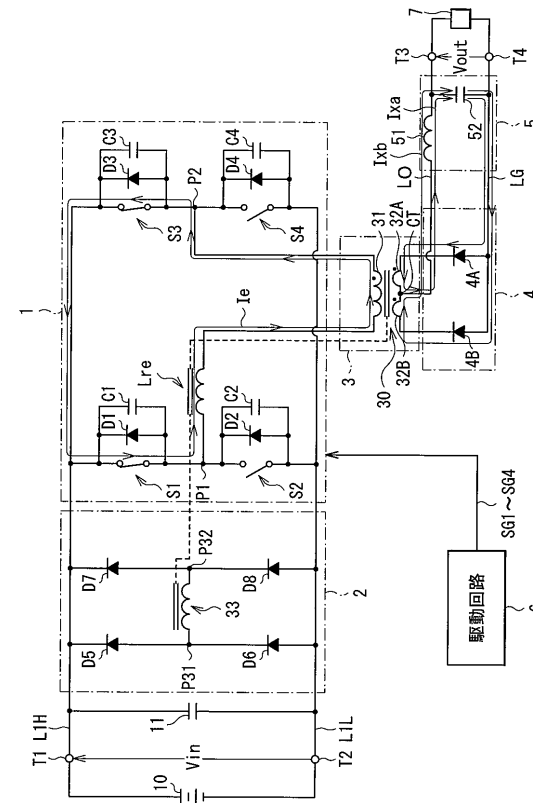 1
D1
C1
S1
D2
C2
S2
P1
Lre
Ie
D3
C3
S3
P2
D4
C4
S4
T1
L1H
10
Vin
11
T2
L1L
D5
D7
33
P31
P32
D6
D8
2
3
30
31
32A
32B
CT
4A
4B
4
LO
Ixb
51
Ixa
52
LG
5
T3
Vout
T4
7
SG1~SG4
駆動回路